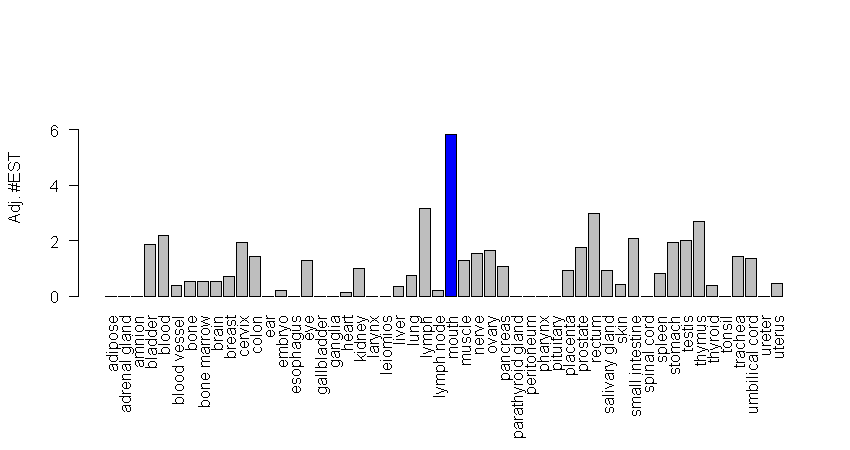 Adj. #EST
6
4
2
0
adipose
adrenal gland
amnion
bladder
blood
blood vessel
bone
bone marrow
brain
breast
cervix
colon
ear
embryo
esophagus
eye
gallbladder
ganglia
heart
kidney
larynx
leiomios
liver
lung
lymph
lymph node
mouth
muscle
nerve
ovary
pancreas
parathyroid gland
peritoneum
pharynx
pituitary
placenta
prostate
rectum
salivary gland
skin
small intestine
spinal cord
spleen
stomach
testis
thymus
thyroid
tonsil
trachea
umbilical cord
ureter
uterus